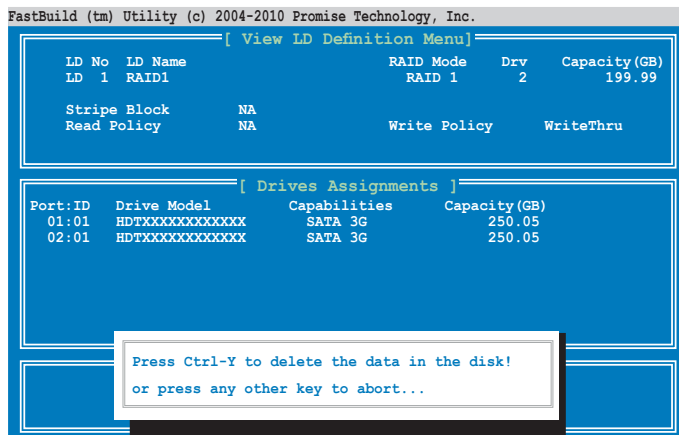 FastBuild (tm) Utility (c) 2004-2010 Promise Technology, Inc.
[ View LD Definition Menu]
LD No LD Name RAID Mode Drv Capacity(GB)
LD 1 RAID1 RAID 1 2 199.99
Stripe Block NA
Read Policy NA Write Policy WriteThru
[ Drives Assignments ]
Port:ID Drive Model Capabilities Capacity(GB)
01:01 HDTXXXXXXXXXXXX SATA 3G 250.05
02:01 HDTXXXXXXXXXXXX SATA 3G 250.05
Press Ctrl-Y to delete the data in the disk!
or press any other key to abort...